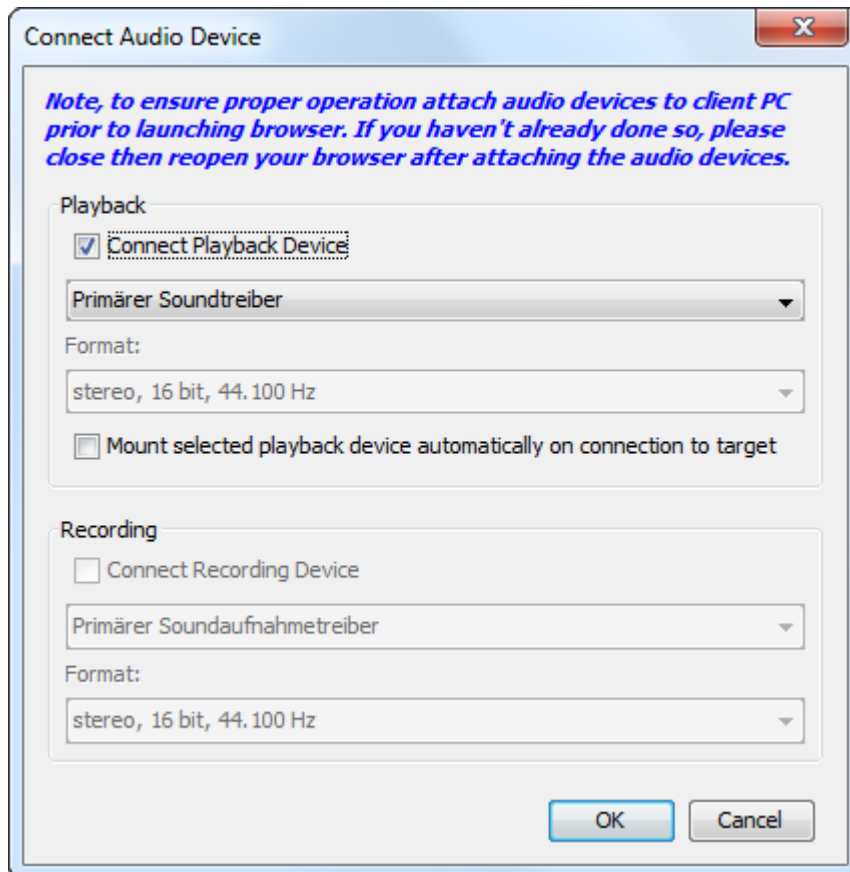 Connect Audio Device
Note, to ensure proper operation attach audio devices to client PC
prior to launching browser. If you haven't already done so, please
close then reopen your browser after attaching the audio devices.
Playback
Connect Playback Device
Primärer Soundtreiber
Format:
stereo, 16 bit, 44.100 Hz
Mount selected playback device automatically on connection to target
Recording
Connect Recording Device
Primärer Soundaufnahmetreiber
Format:
stereo, 16 bit, 44.100 Hz
OK Cancel